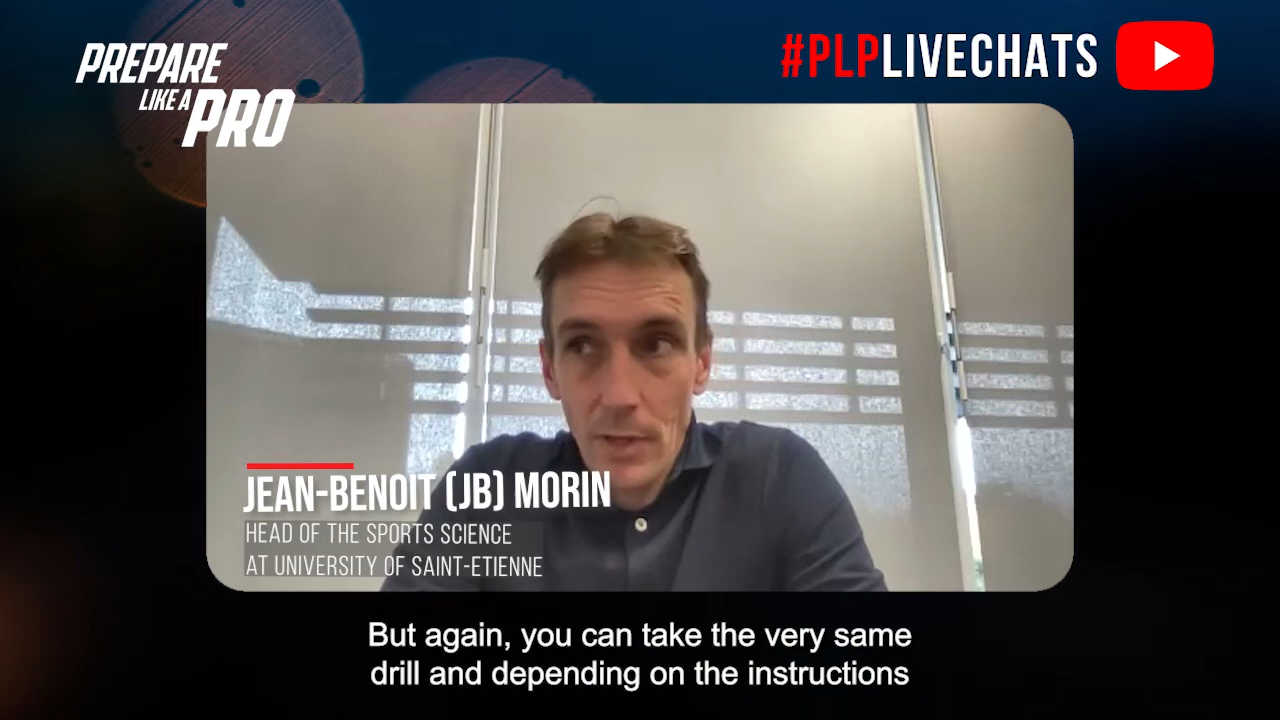 PREPARE
LIKE A
PRO
#PLPLIVECHATS
JEAN-BENOIT (JB) MORIN
HEAD OF THE SPORTS SCIENCE
AT UNIVERSITY OF SAINT-ETIENNE
But again, you can take the very same
drill and depending on the instructions